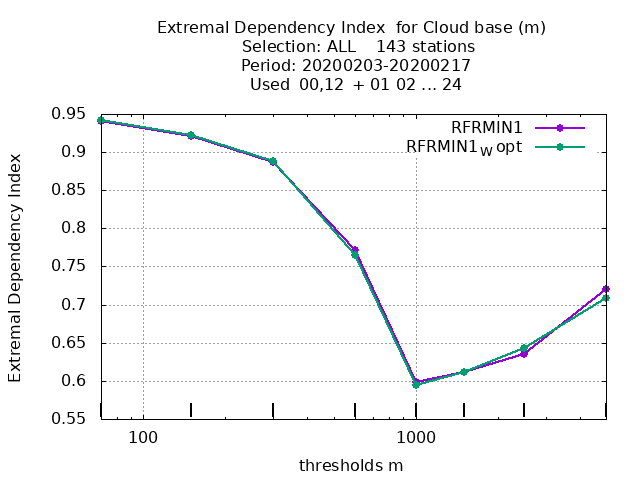 Extremal Dependency Index  for Cloud base (m)
Selection: ALL    143 stations
Period: 20200203-20200217
Used  00,12  + 01 02 ... 24
RFRMIN1
RFRMIN1W opt
Extremal Dependency Index
0.95
0.9
0.85
0.8
0.75
0.7
0.65
0.6
0.55
100 1000
thresholds m